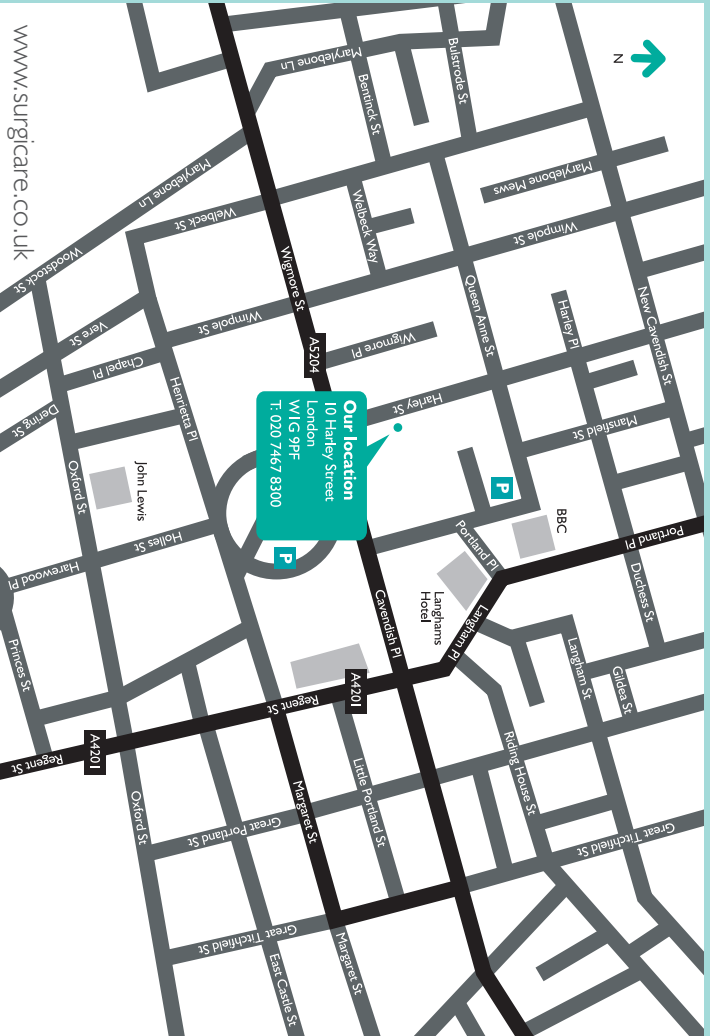 N
Marylebone Ln
Bentinck St
Bulstrode St
Marylebone Mews
Marylebone Ln
Welbeck St
Welbeck Way
Wimpole St
Woodstock St
Wigmore St
Queen Anne St
Harley Pl
New Cavendish St
Vere St
Wimpole St
A5204
Wigmore Pl
Chapel Pl
Henrietta Pl
Harley St
Mansfield St
Dering St
Oxford St
John Lewis
Our location
10 Harley Street
London
W1G 9PF
T: 020 7467 8300
P
P
BBC
Portland Pl
Portland Pl
Holles St
Harewood Pl
Langhams
Hotel
Langham Pl
Duchess St
Cavendish Pl
Princes St
Langham St
Gildea St
A4201
Regent St
A4201
Regent St
Riding House St
Oxford St
Margaret St
Little Portland St
Great Portland St
Great Titchfield St
Great Titchfield St
East Castle St
Margaret St
www.surgicare.co.uk